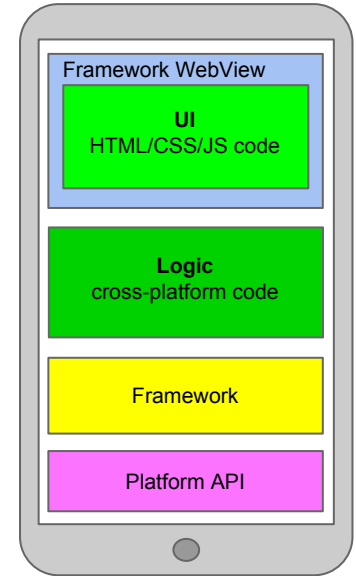 Framework WebView
UI
HTML/CSS/JS code
Logic
cross-platform code
Framework
Platform API